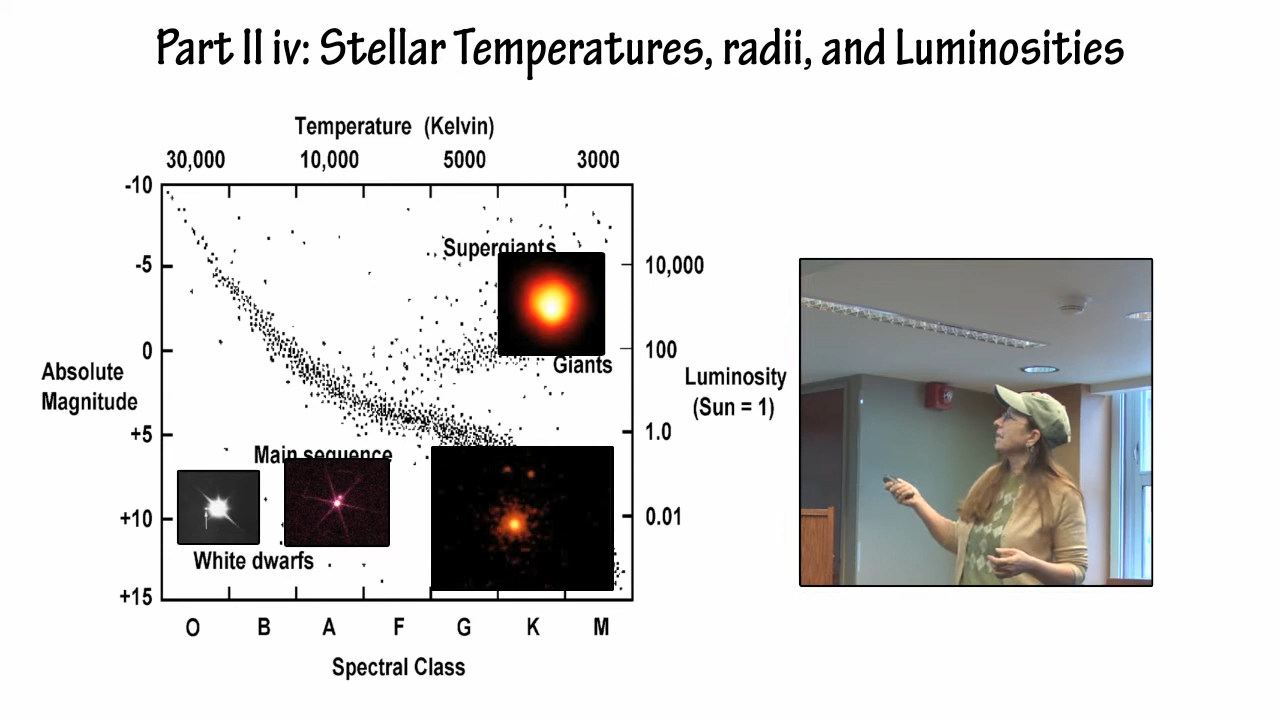 Part II iv: Stellar Temperatures, radii, and Luminosities
Temperature (Kelvin)
30,000 10,000 5000 3000
-10
Supergiants
-5 10,000
0 100
Giants
Absolute
Magnitude
Luminosity
(Sun = 1)
+5 1.0
Main sequence
+10 0.01
White dwarfs
+15
O B A F G K M
Spectral Class